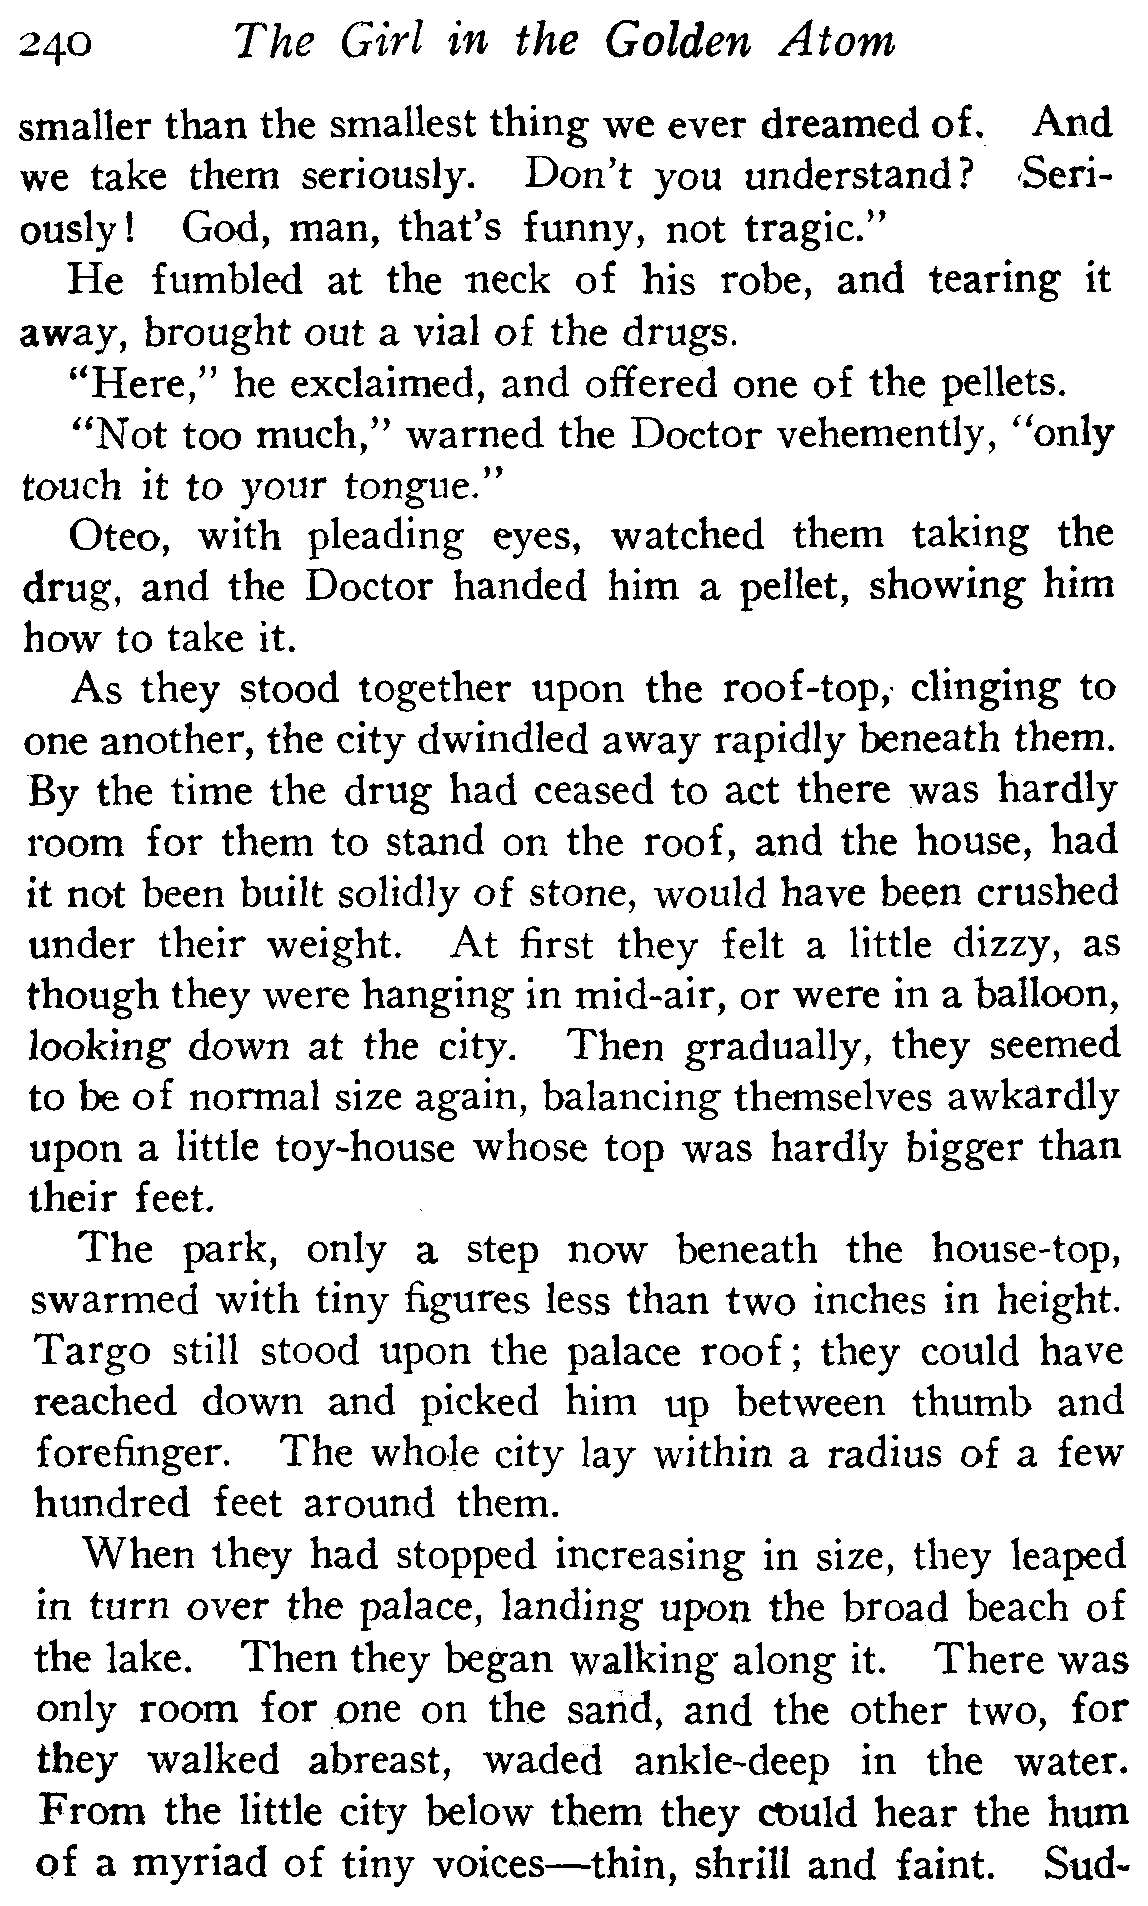 240 The Girl in the Golden Atom
smaller than the smallest thing we ever dreamed of. And
we take them seriously. Don't you understand? Seri-
ously! God, man, that's funny, not tragic."
He fumbled at the neck of his robe, and tearing it
away, brought out a vial of the drugs.
"Here," he exclaimed, and offered one of the pellets.
"Not too much," warned the Doctor vehemently, "only
touch it to your tongue."
Oteo, with pleading eyes, watched them taking the
drug, and the Doctor handed him a pellet, showing him
how to take it.
As they stood together upon the roof-top, clinging to
one another, the city dwindled away rapidly beneath them.
By the time the drug had ceased to act there was hardly
room for them to stand on the roof, and the house, had
it not been built solidly of stone, would have been crushed
under their weight. At first they felt a little dizzy, as
though they were hanging in mid-air, or were in a balloon,
looking down at the city. Then gradually, they seemed
to be of normal size again, balancing themselves awkardly
upon a little toy-house whose top was hardly bigger than
their feet.
The park, only a step now beneath the house-top,
swarmed with tiny figures less than two inches in height.
Targo still stood upon the palace roof; they could have
reached down and picked him up between thumb and
forefinger. The whole city lay within a radius of a few
hundred feet around them.
When they had stopped increasing in size, they leaped
in turn over the palace, landing upon the broad beach of
the lake. Then they began walking along it. There was
only room for one on the sand, and the other two, for
they walked abreast, waded ankle-deep in the water.
From the little city below them they could hear the hum
of a myriad of tiny voices—thin, shrill and faint. Sud-